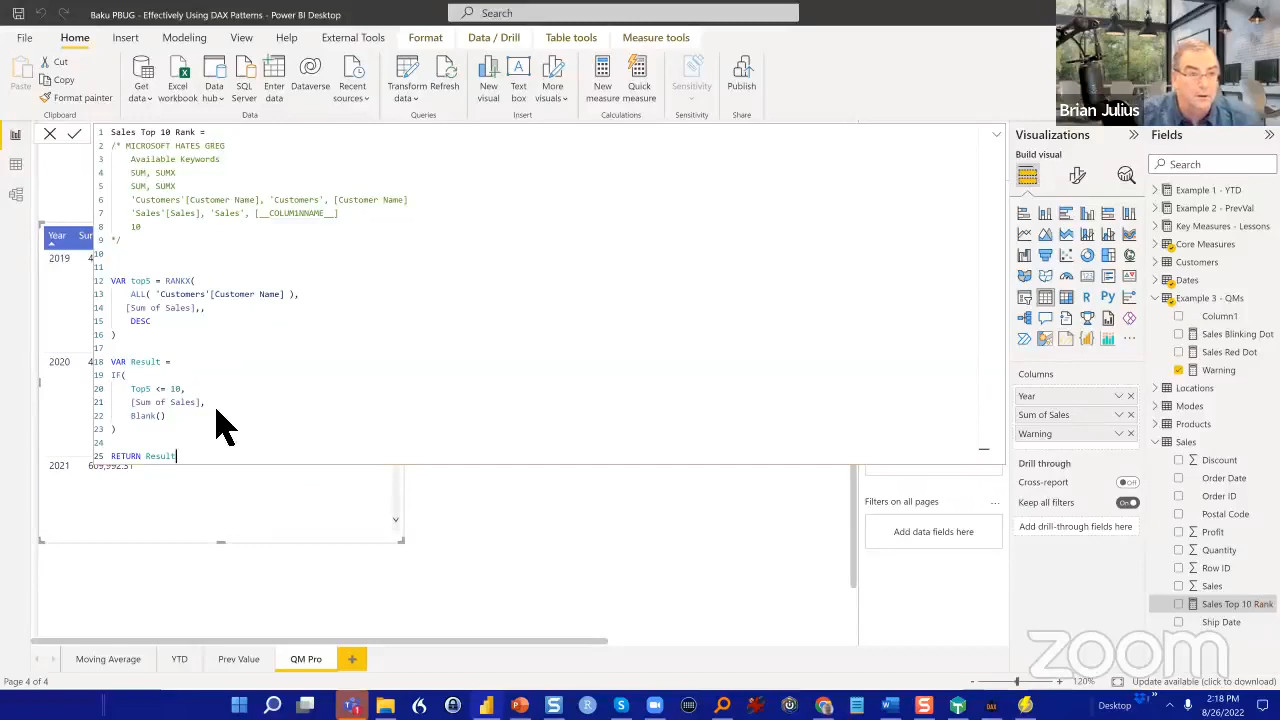 Baku PBUG - Effectively Using DAX Patterns - Power BI Desktop
Search
File Home Insert Modeling View Help External Tools Format Data / Drill Table tools Measure tools
Paste
Cut
Copy
Format painter
Clipboard
Get data
Excel workbook
Data hub
SQL Server
Enter data
Dataverse
Recent sources
Data
Transform data
Refresh
Queries
New visual
Text box
More visuals
Insert
New measure
Quick measure
Calculations
Sensitivity
Sensitivity
Publish
Share
Brian Julius
1 Sales Top 10 Rank =
2 /* MICROSOFT HATES GREG
3 Available Keywords
4 SUM, SUMX
5 SUM, SUMX
6 'Customers'[Customer Name], 'Customers' [Customer Name]
7 'Sales'[Sales], 'Sales', [__COLUM1NNAME__]
8 10
9 */
10
11
12 VAR top5 = RANKX(
13 ALL( 'Customers'[Customer Name] ),
14 [Sum of Sales],,
15 DESC
16 )
17
18 VAR Result =
19 IF(
20 Top5 <= 10,
21 [Sum of Sales],
22 Blank()
23 )
24
25 RETURN Result
Year Sum
2019 4
2020 4
2021 609,992.31
Filters on all pages ...
Add data fields here
Visualizations
Build visual
R Py
...
Columns
Year
Sum of Sales
Warning
Drill through
Cross-report Off
Keep all filters On
Add drill-through fields here
Fields
Search
Example 1 - YTD
Example 2 - PrevVal
Key Measures - Lessons
Core Measures
Customers
Dates
Example 3 - QMs
Column1
Sales Blinking Dot
Sales Red Dot
Warning
Locations
Modes
Products
Sales
Discount
Order Date
Order ID
Postal Code
Profit
Quantity
Row ID
Sales
Sales Top 10 Rank
Ship Date
zoom
Moving Average YTD Prev Value QM Pro
Page 4 of 4
120%
Update available (click to download)
Desktop
2:18 PM
8/26/2022